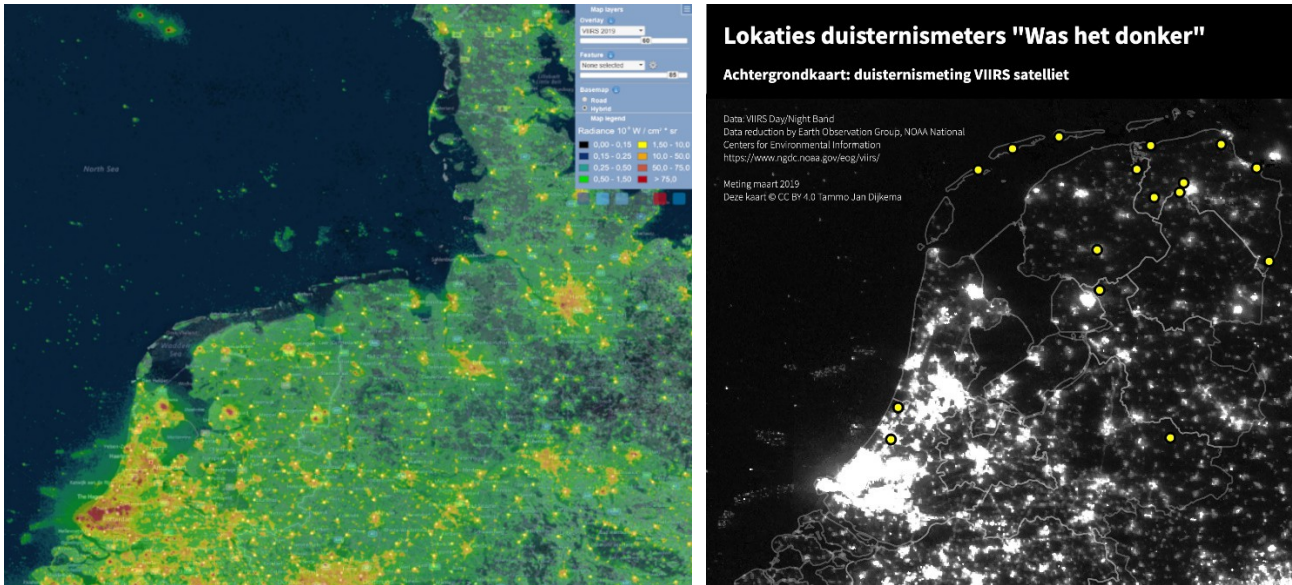 Map layers
Overlay
VIIRS 2019
60
Feature
None selected
85
Basemap
Road
Hybrid
Map legend
Radiance 10⁹ W / cm² * sr
0,00 - 0,15 1,50 - 10,0
0,15 - 0,25 10,0 - 50,0
0,25 - 0,50 50,0 - 75,0
0,50 - 1,50 > 75,0
North Sea
Lokaties duisternismeters "Was het donker"
Achtergrondkaart: duisternismeting VIIRS satelliet
Data: VIIRS Day/Night Band
Data reduction by Earth Observation Group, NOAA National
Centers for Environmental Information
https://www.ngdc.noaa.gov/eog/viirs/
Meting maart 2019
Deze kaart © CC BY 4.0 Tammo Jan Dijkema